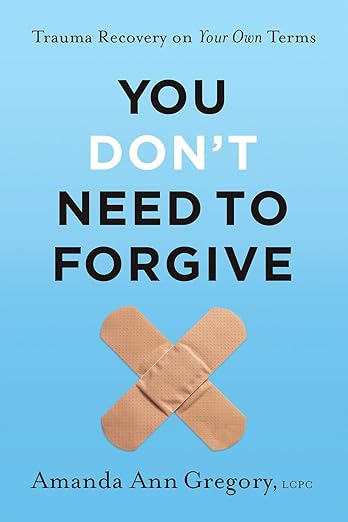 Trauma Recovery on Your Own Terms
YOU
DON'T
NEED TO
FORGIVE
Amanda Ann Gregory, LCPC